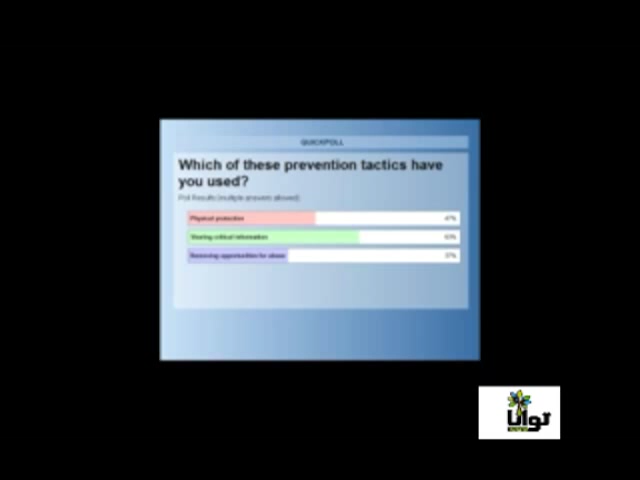 QUICKPOLL
Which of these prevention tactics have
you used?
Poll Results (multiple answers allowed):
Physical protection 47%
Sharing critical information 63%
Removing opportunities for abuse 37%
توانا